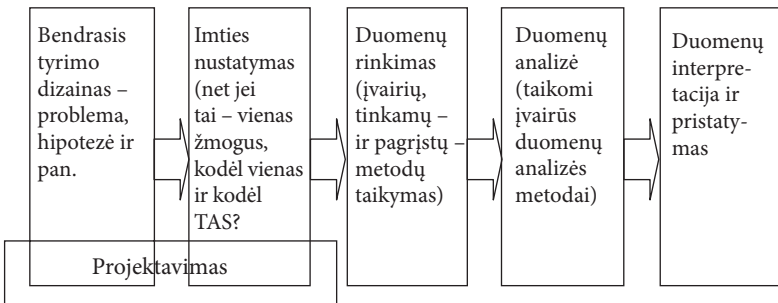 Bendrasis
tyrimo
dizainas –
problema,
hipotezė ir
pan.
Imties
nustatymas
(net jei
tai – vienas
žmogus,
kodėl vienas
ir kodėl
TAS?
Duomenų
rinkimas
(įvairių,
tinkamų –
ir pagrįstų –
metodų
taikymas)
Duomenų
analizė
(taikomi
įvairūs
duomenų
analizės
metodai)
Duomenų
interpre-
tacija ir
pristaty-
mas
Projektavimas